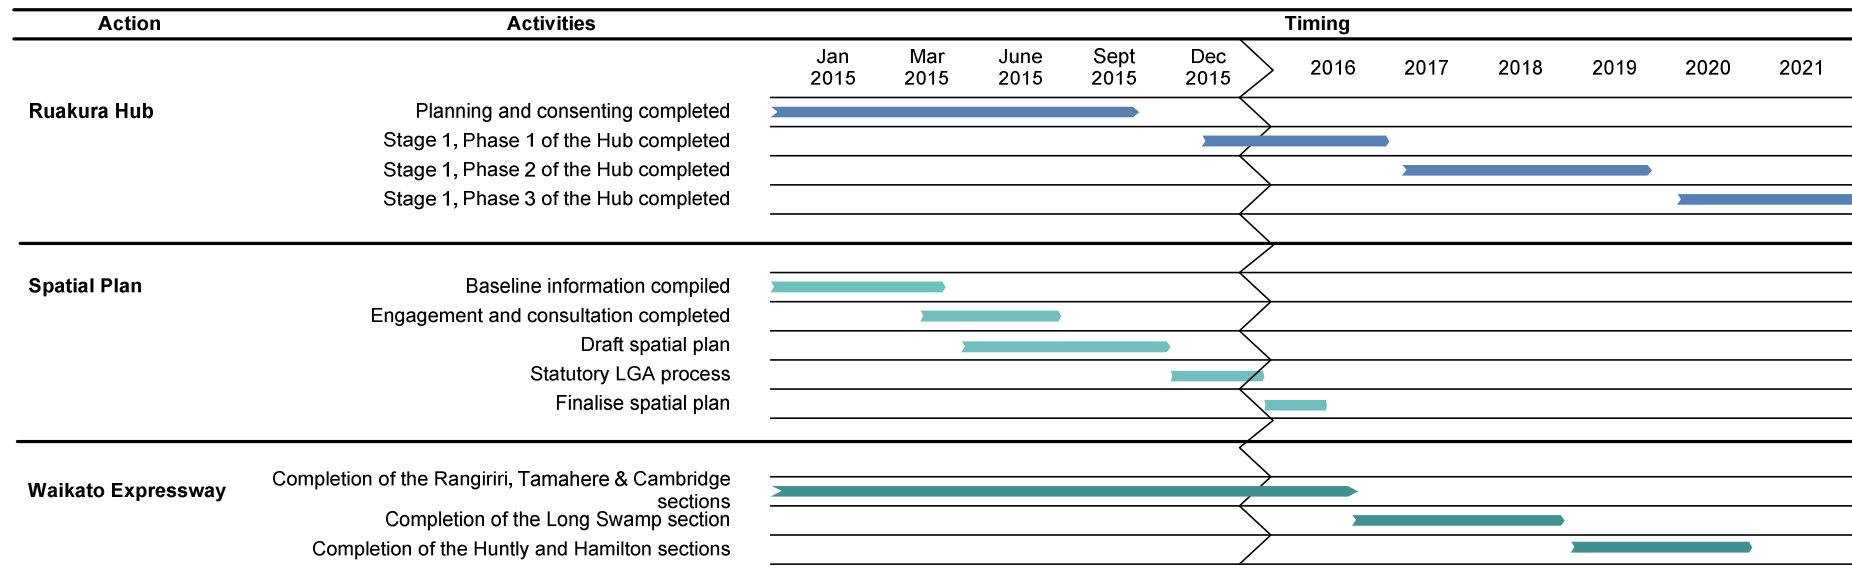 Action Activities Timing
Jan Mar June Sept Dec
2015 2015 2015 2015 2015 2016 2017 2018 2019 2020 2021
Ruakura Hub Planning and consenting completed
Stage 1, Phase 1 of the Hub completed
Stage 1, Phase 2 of the Hub completed
Stage 1, Phase 3 of the Hub completed
Spatial Plan Baseline information compiled
Engagement and consultation completed
Draft spatial plan
Statutory LGA process
Finalise spatial plan
Waikato Expressway Completion of the Rangiriri, Tamahere & Cambridge
sections
Completion of the Long Swamp section
Completion of the Huntly and Hamilton sections